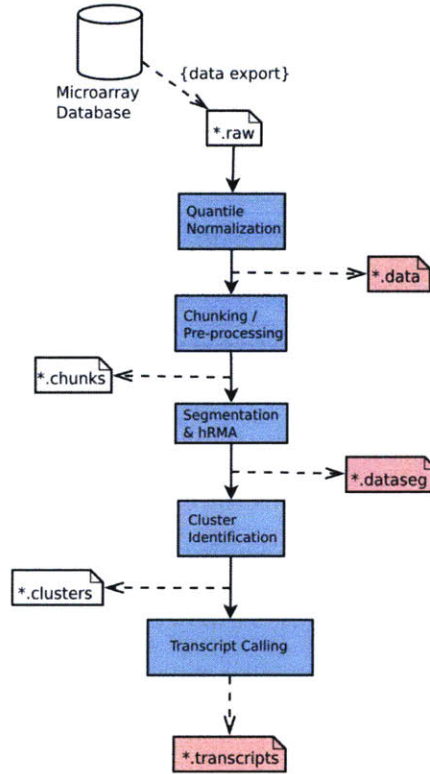 {data export}
Microarray
Database
*.raw
Quantile
Normalization
*.data
Chunking /
Pre-processing
*.chunks
Segmentation
& hRMA
*.dataseg
Cluster
Identification
*.clusters
Transcript Calling
*.transcripts